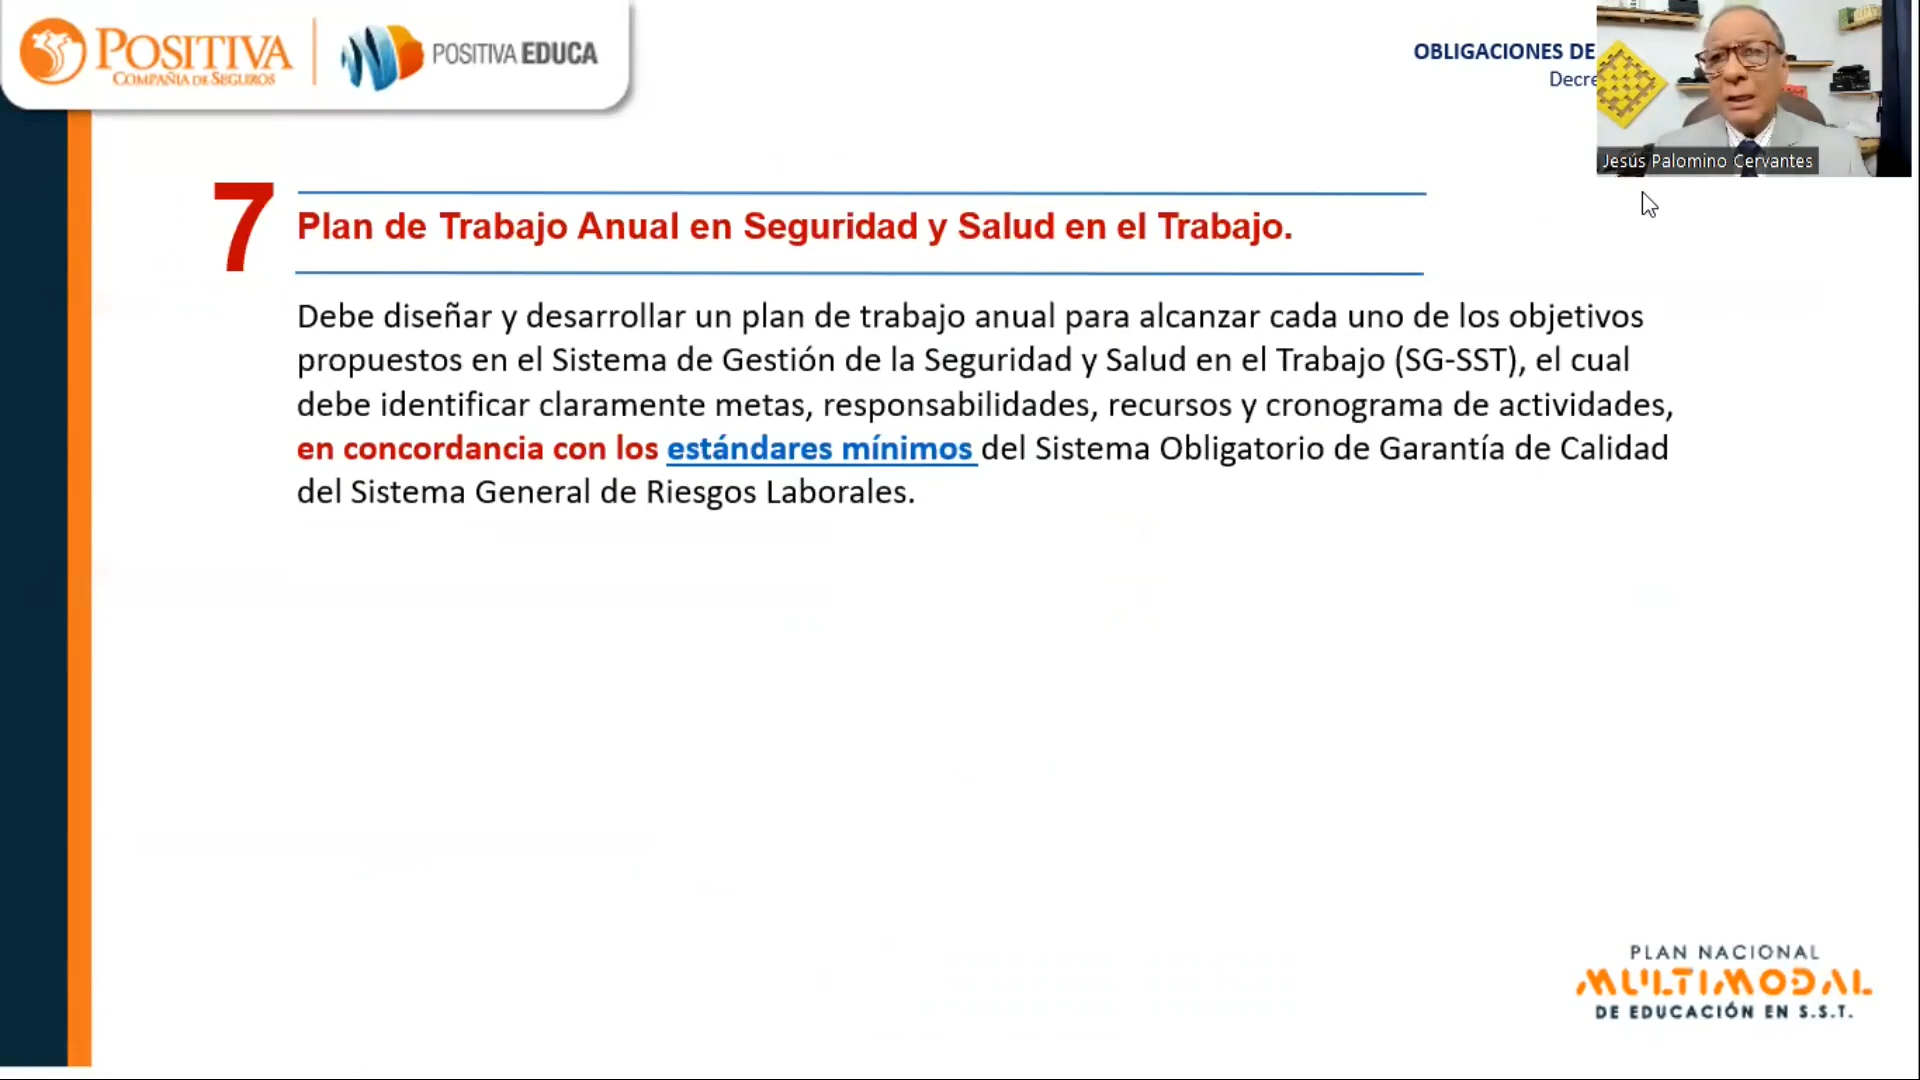 POSITIVA
COMPAÑIA DE SEGUROS
POSITIVA EDUCA
OBLIGACIONES DE
Jesús Palomino Cervantes
7
Plan de Trabajo Anual en Seguridad y Salud en el Trabajo.
Debe diseñar y desarrollar un plan de trabajo anual para alcanzar cada uno de los objetivos
propuestos en el Sistema de Gestión de la Seguridad y Salud en el Trabajo (SG-SST), el cual
debe identificar claramente metas, responsabilidades, recursos y cronograma de actividades,
en concordancia con los estándares mínimos del Sistema Obligatorio de Garantía de Calidad
del Sistema General de Riesgos Laborales.
PLAN NACIONAL
MULTIMODAL
DE EDUCACIÓN EN S.S.T.